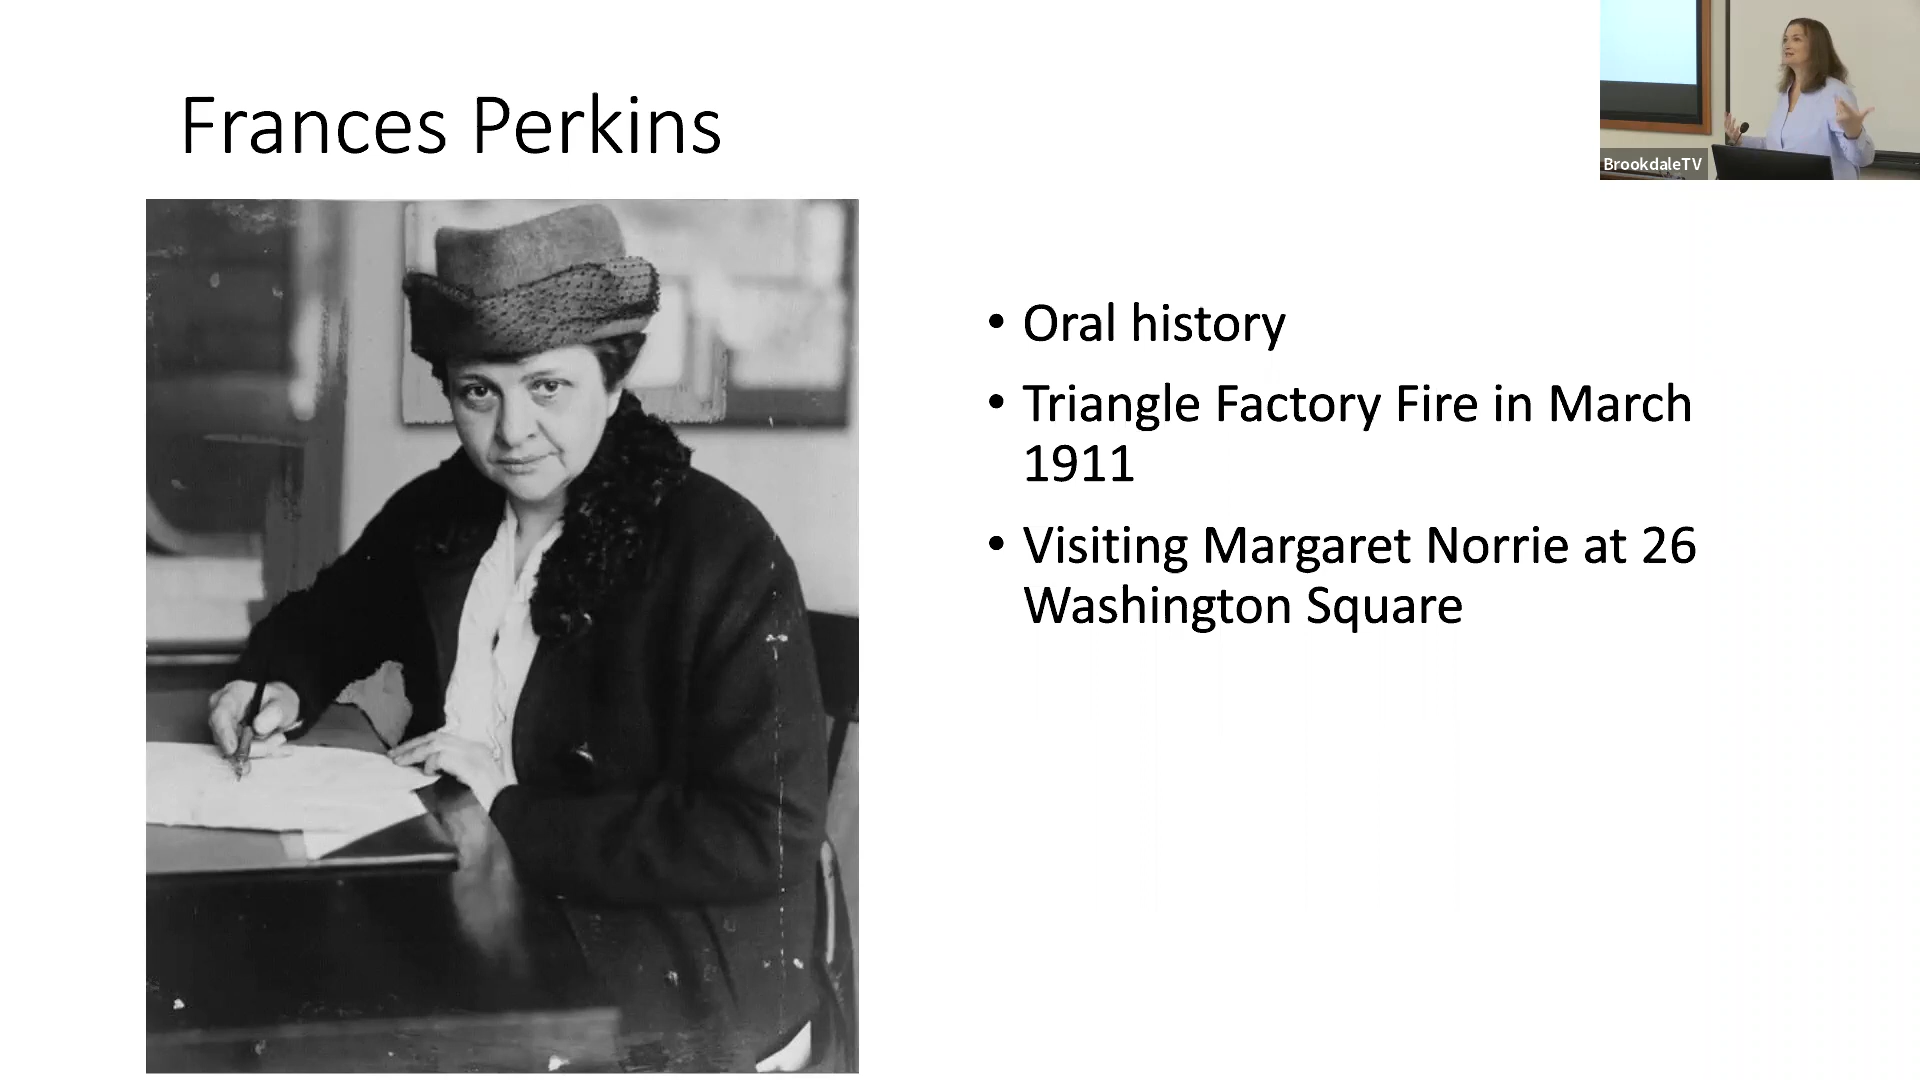 Frances Perkins
BrookdaleTV
• Oral history
• Triangle Factory Fire in March
1911
• Visiting Margaret Norrie at 26
Washington Square